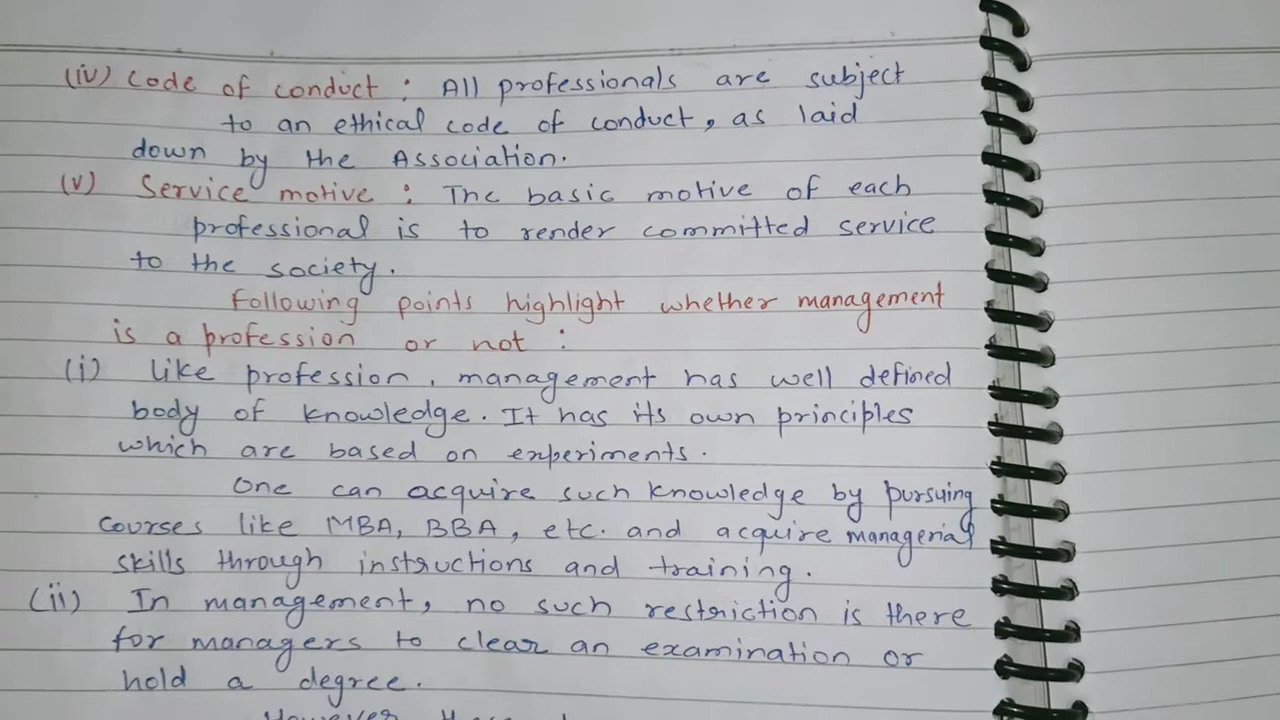 (iv) Code of conduct : All professionals are subject
to an ethical code of conduct, as laid
down by the Association.
(v) Service motive : The basic motive of each
professional is to render committed service
to the society.
Following points highlight whether management
is a profession or not :
(i) Like profession, management has well defined
body of knowledge. It has its own principles
which are based on experiments.
One can acquire such knowledge by pursuing
courses like MBA, BBA, etc. and acquire managerial
skills through instructions and training.
(ii) In management, no such restriction is there
for managers to clear an examination or
hold a degree.
However